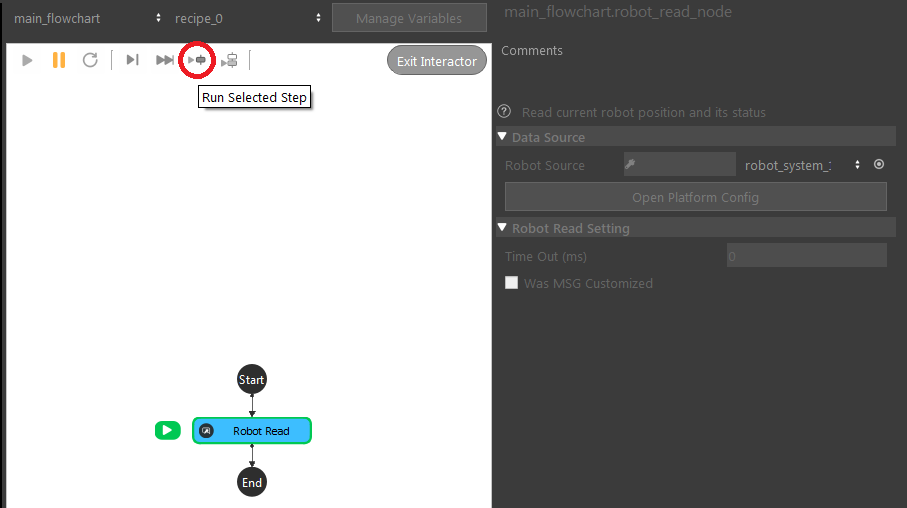 main_flowchart
recipe_0
Manage Variables
main_flowchart.robot_read_node
Comments
Exit Interactor
Run Selected Step
Read current robot position and its status
Data Source
Robot Source
robot_system_
Open Platform Config
Robot Read Setting
Time Out (ms)
0
Was MSG Customized
Start
Robot Read
End